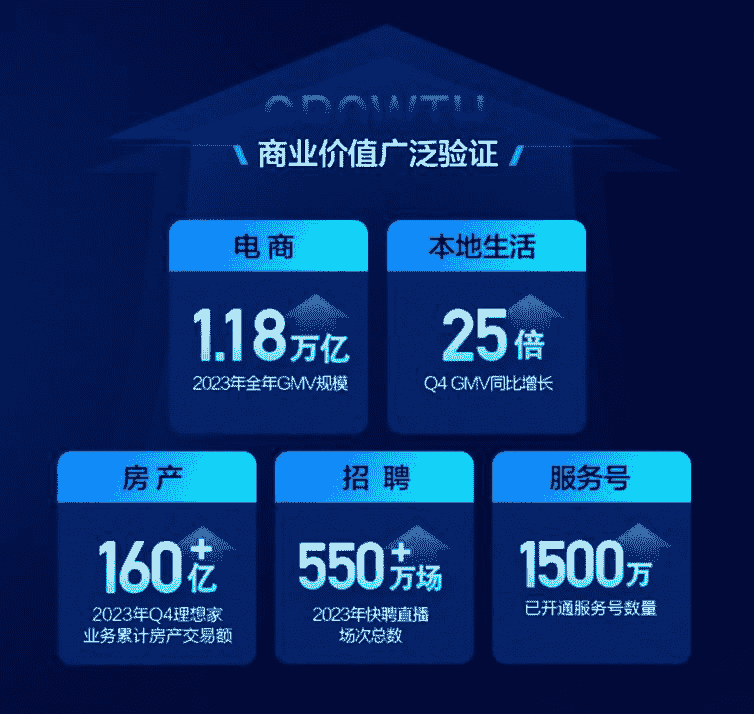 GROWTH
商业价值广泛验证
电商
本地生活
1.18万亿
25倍
2023年全年GMV规模
Q4 GMV同比增长
房产
招聘
服务号
160+亿
550+万场
1500万
2023年Q4理想家
业务累计房产交易额
2023年快聘直播
场次总数
已开通服务号数量